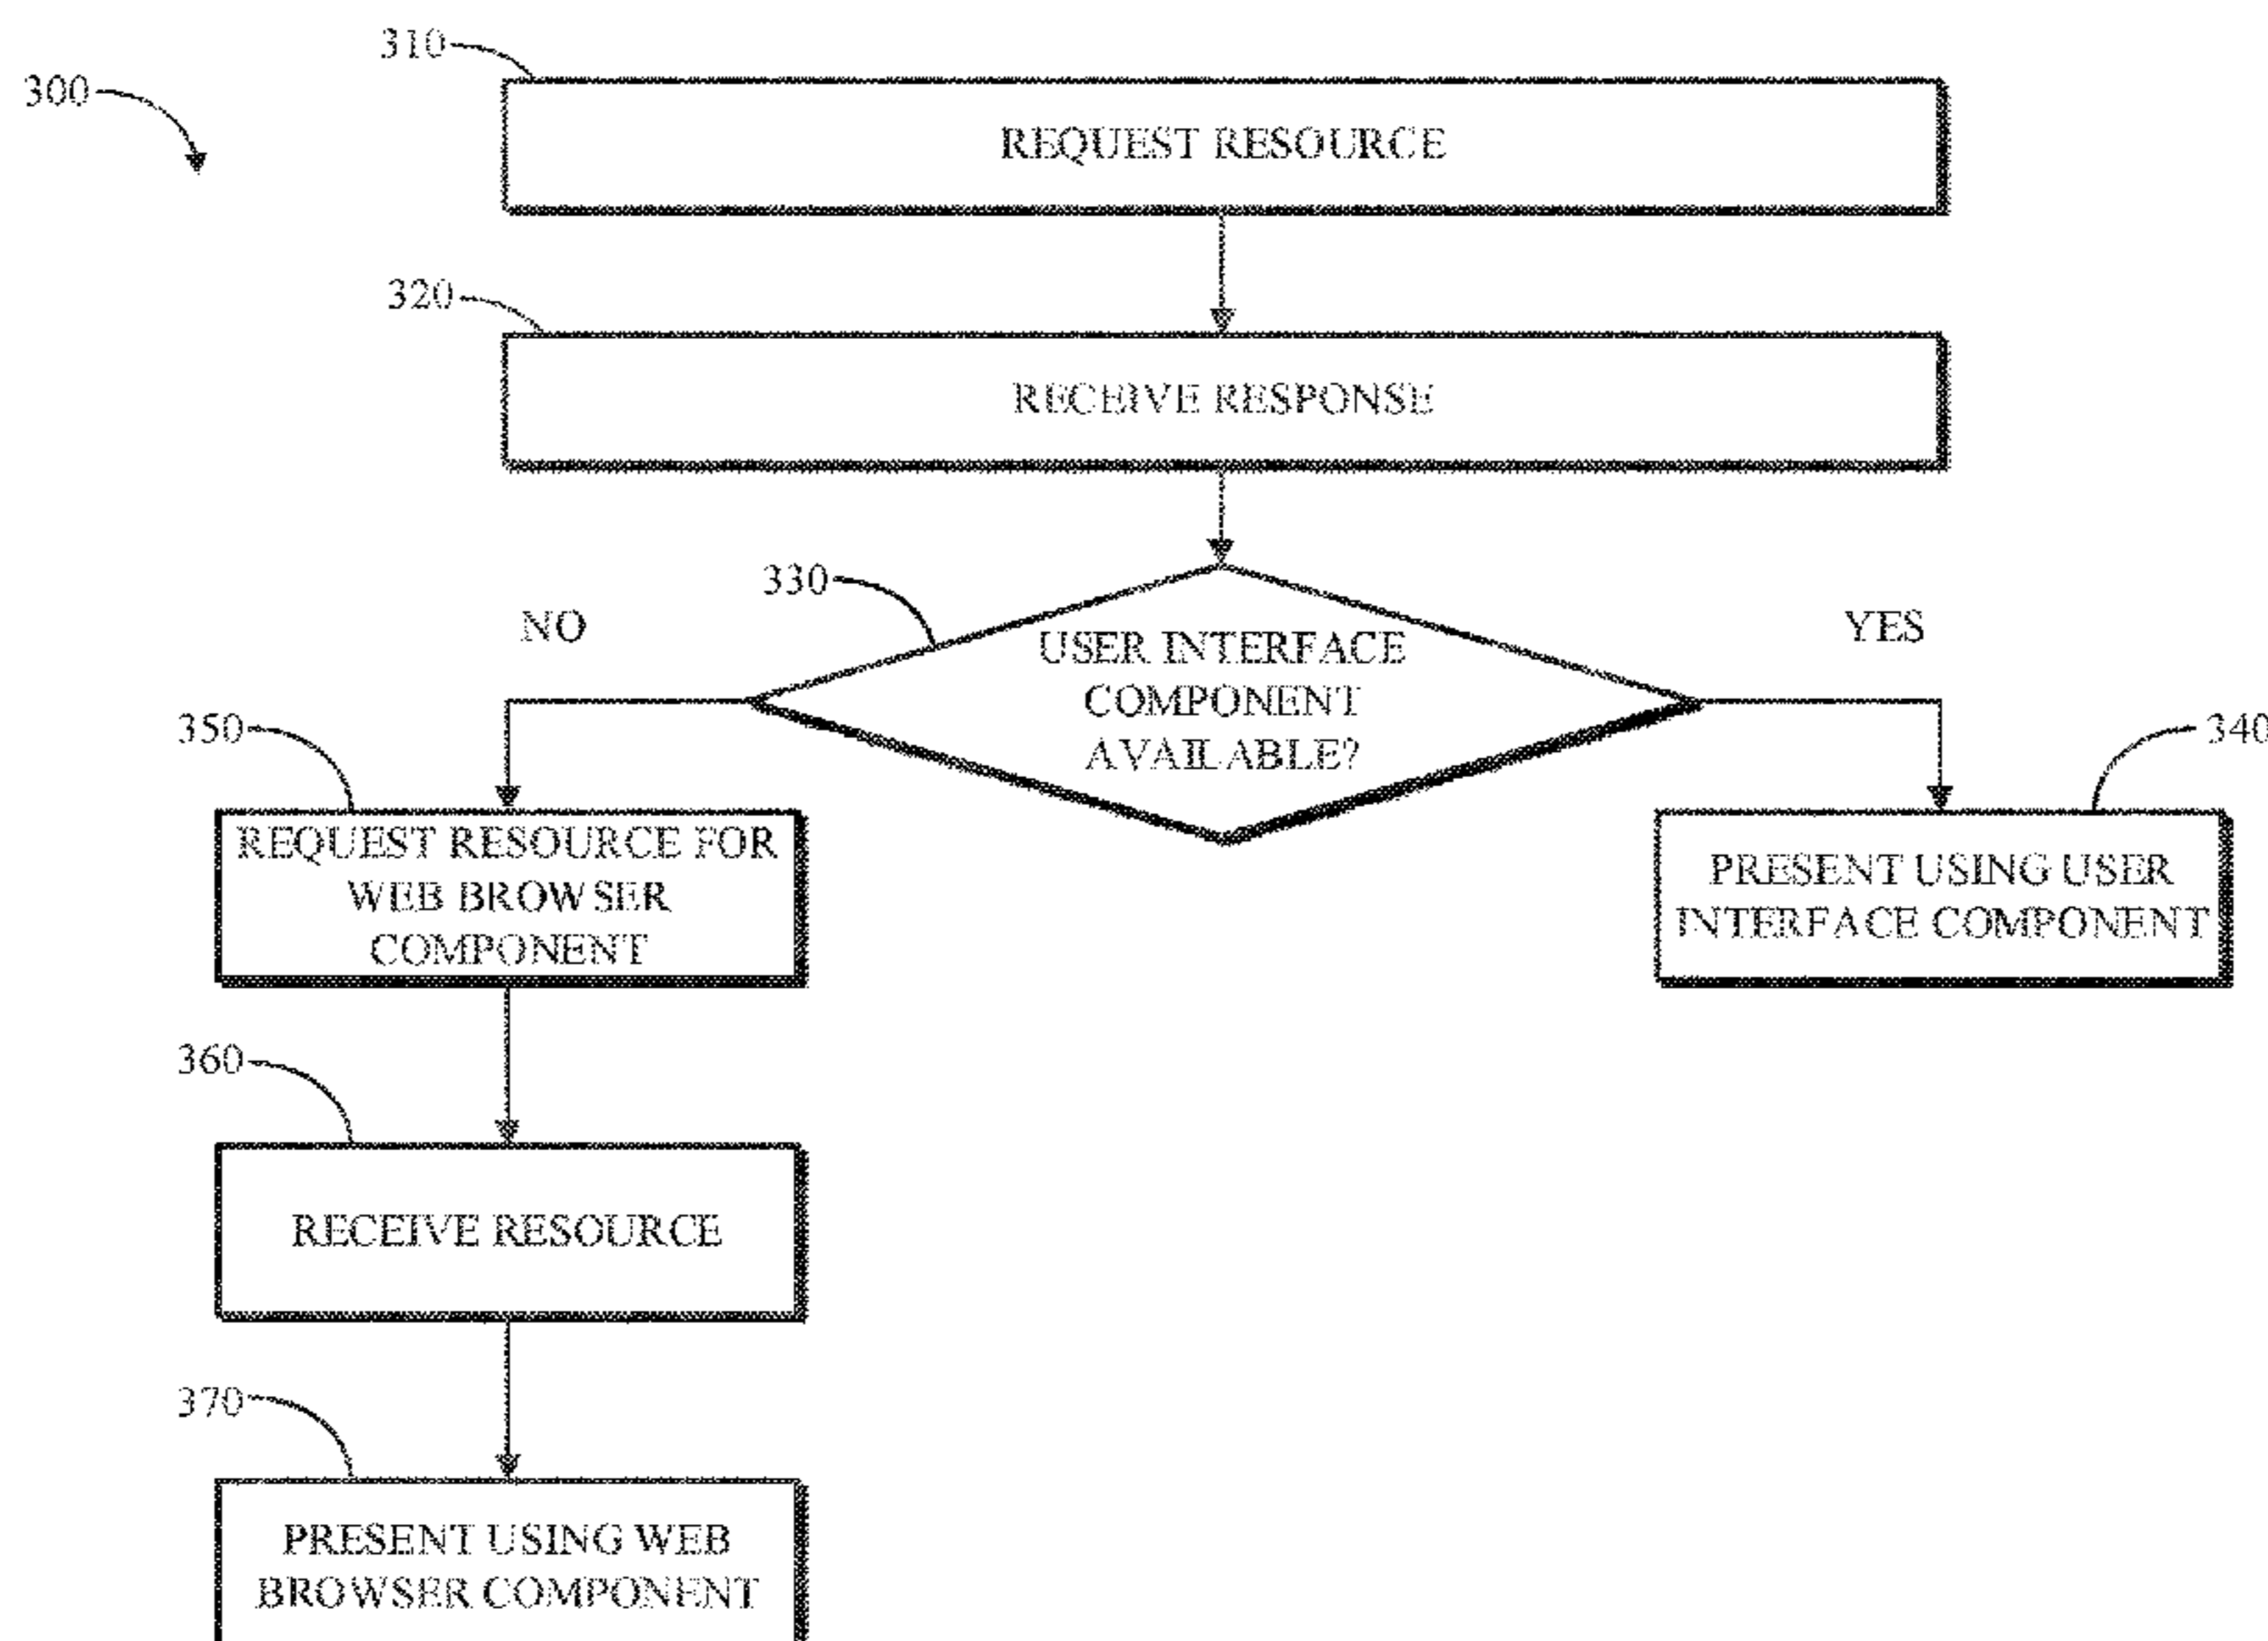 310
300
REQUEST RESOURCE
320
RECEIVE RESPONSE
330
NO
YES
USER INTERFACE
COMPONENT
AVAILABLE?
350
340
REQUEST RESOURCE FOR
WEB BROWSER
COMPONENT
PRESENT USING USER
INTERFACE COMPONENT
360
RECEIVE RESOURCE
370
PRESENT USING WEB
BROWSER COMPONENT